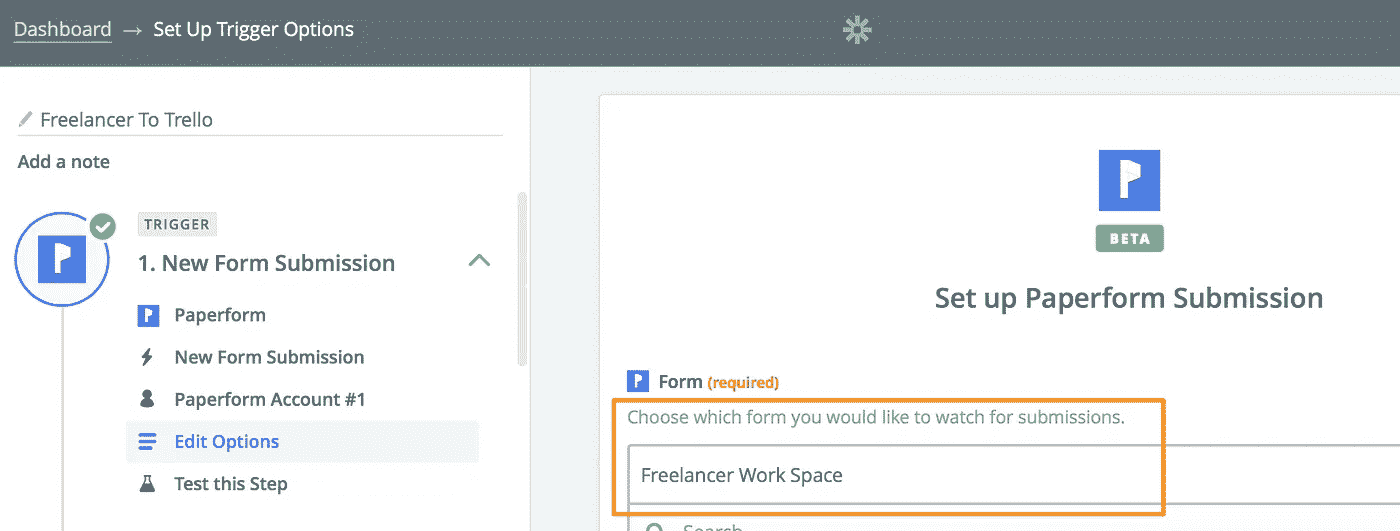 Dashboard → Set Up Trigger Options
Freelancer To Trello
Add a note
TRIGGER
1. New Form Submission
Paperform
New Form Submission
Paperform Account #1
Edit Options
Test this Step
BETA
Set up Paperform Submission
Form (required)
Choose which form you would like to watch for submissions.
Freelancer Work Space
Search